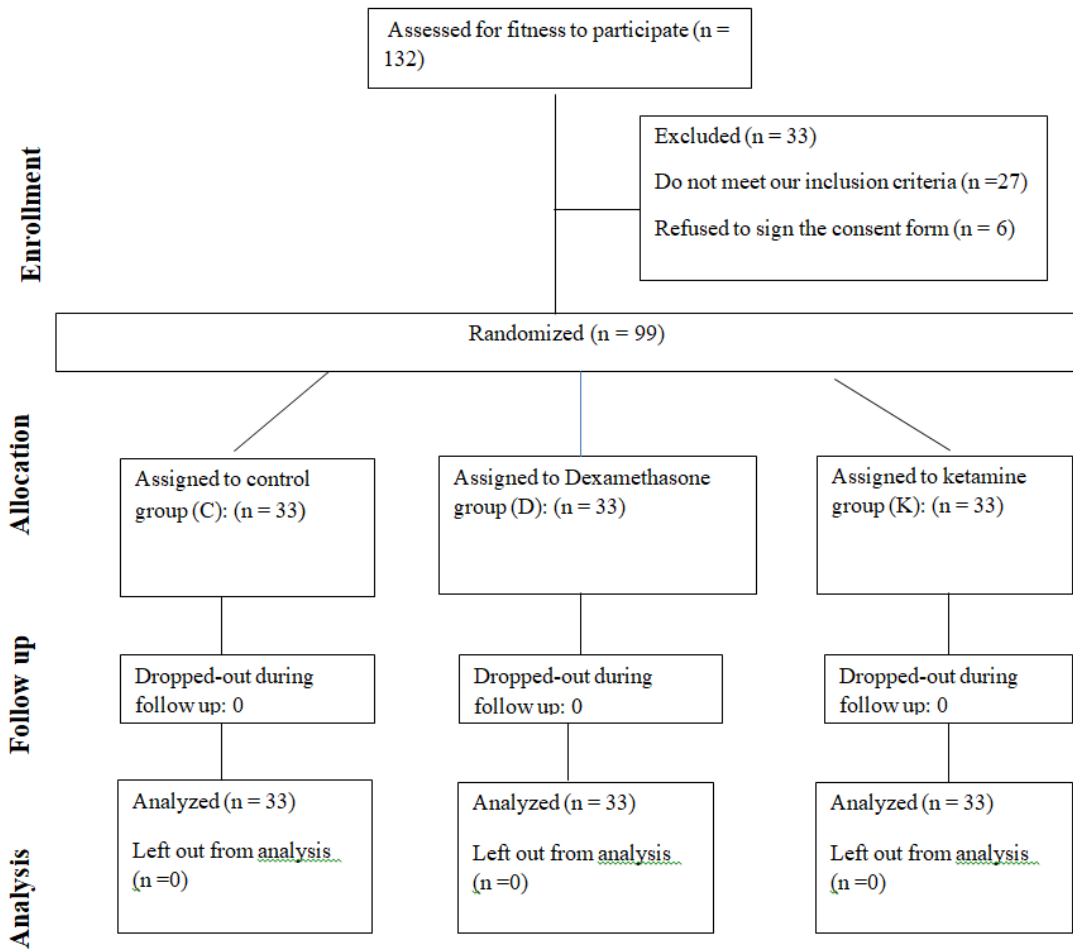 Assessed for fitness to participate (n =
132)
Enrollment
Excluded (n = 33)
Do not meet our inclusion criteria (n =27)
Refused to sign the consent form (n = 6)
Randomized (n = 99)
Allocation
Assigned to control
group (C): (n = 33)
Assigned to Dexamethasone
group (D): (n = 33)
Assigned to ketamine
group (K): (n = 33)
Follow up
Dropped-out during
follow up: 0
Dropped-out during
follow up: 0
Dropped-out during
follow up: 0
Analysis
Analyzed (n = 33)
Left out from analysis
(n =0)
Analyzed (n = 33)
Left out from analysis
(n =0)
Analyzed (n = 33)
Left out from analysis
(n =0)